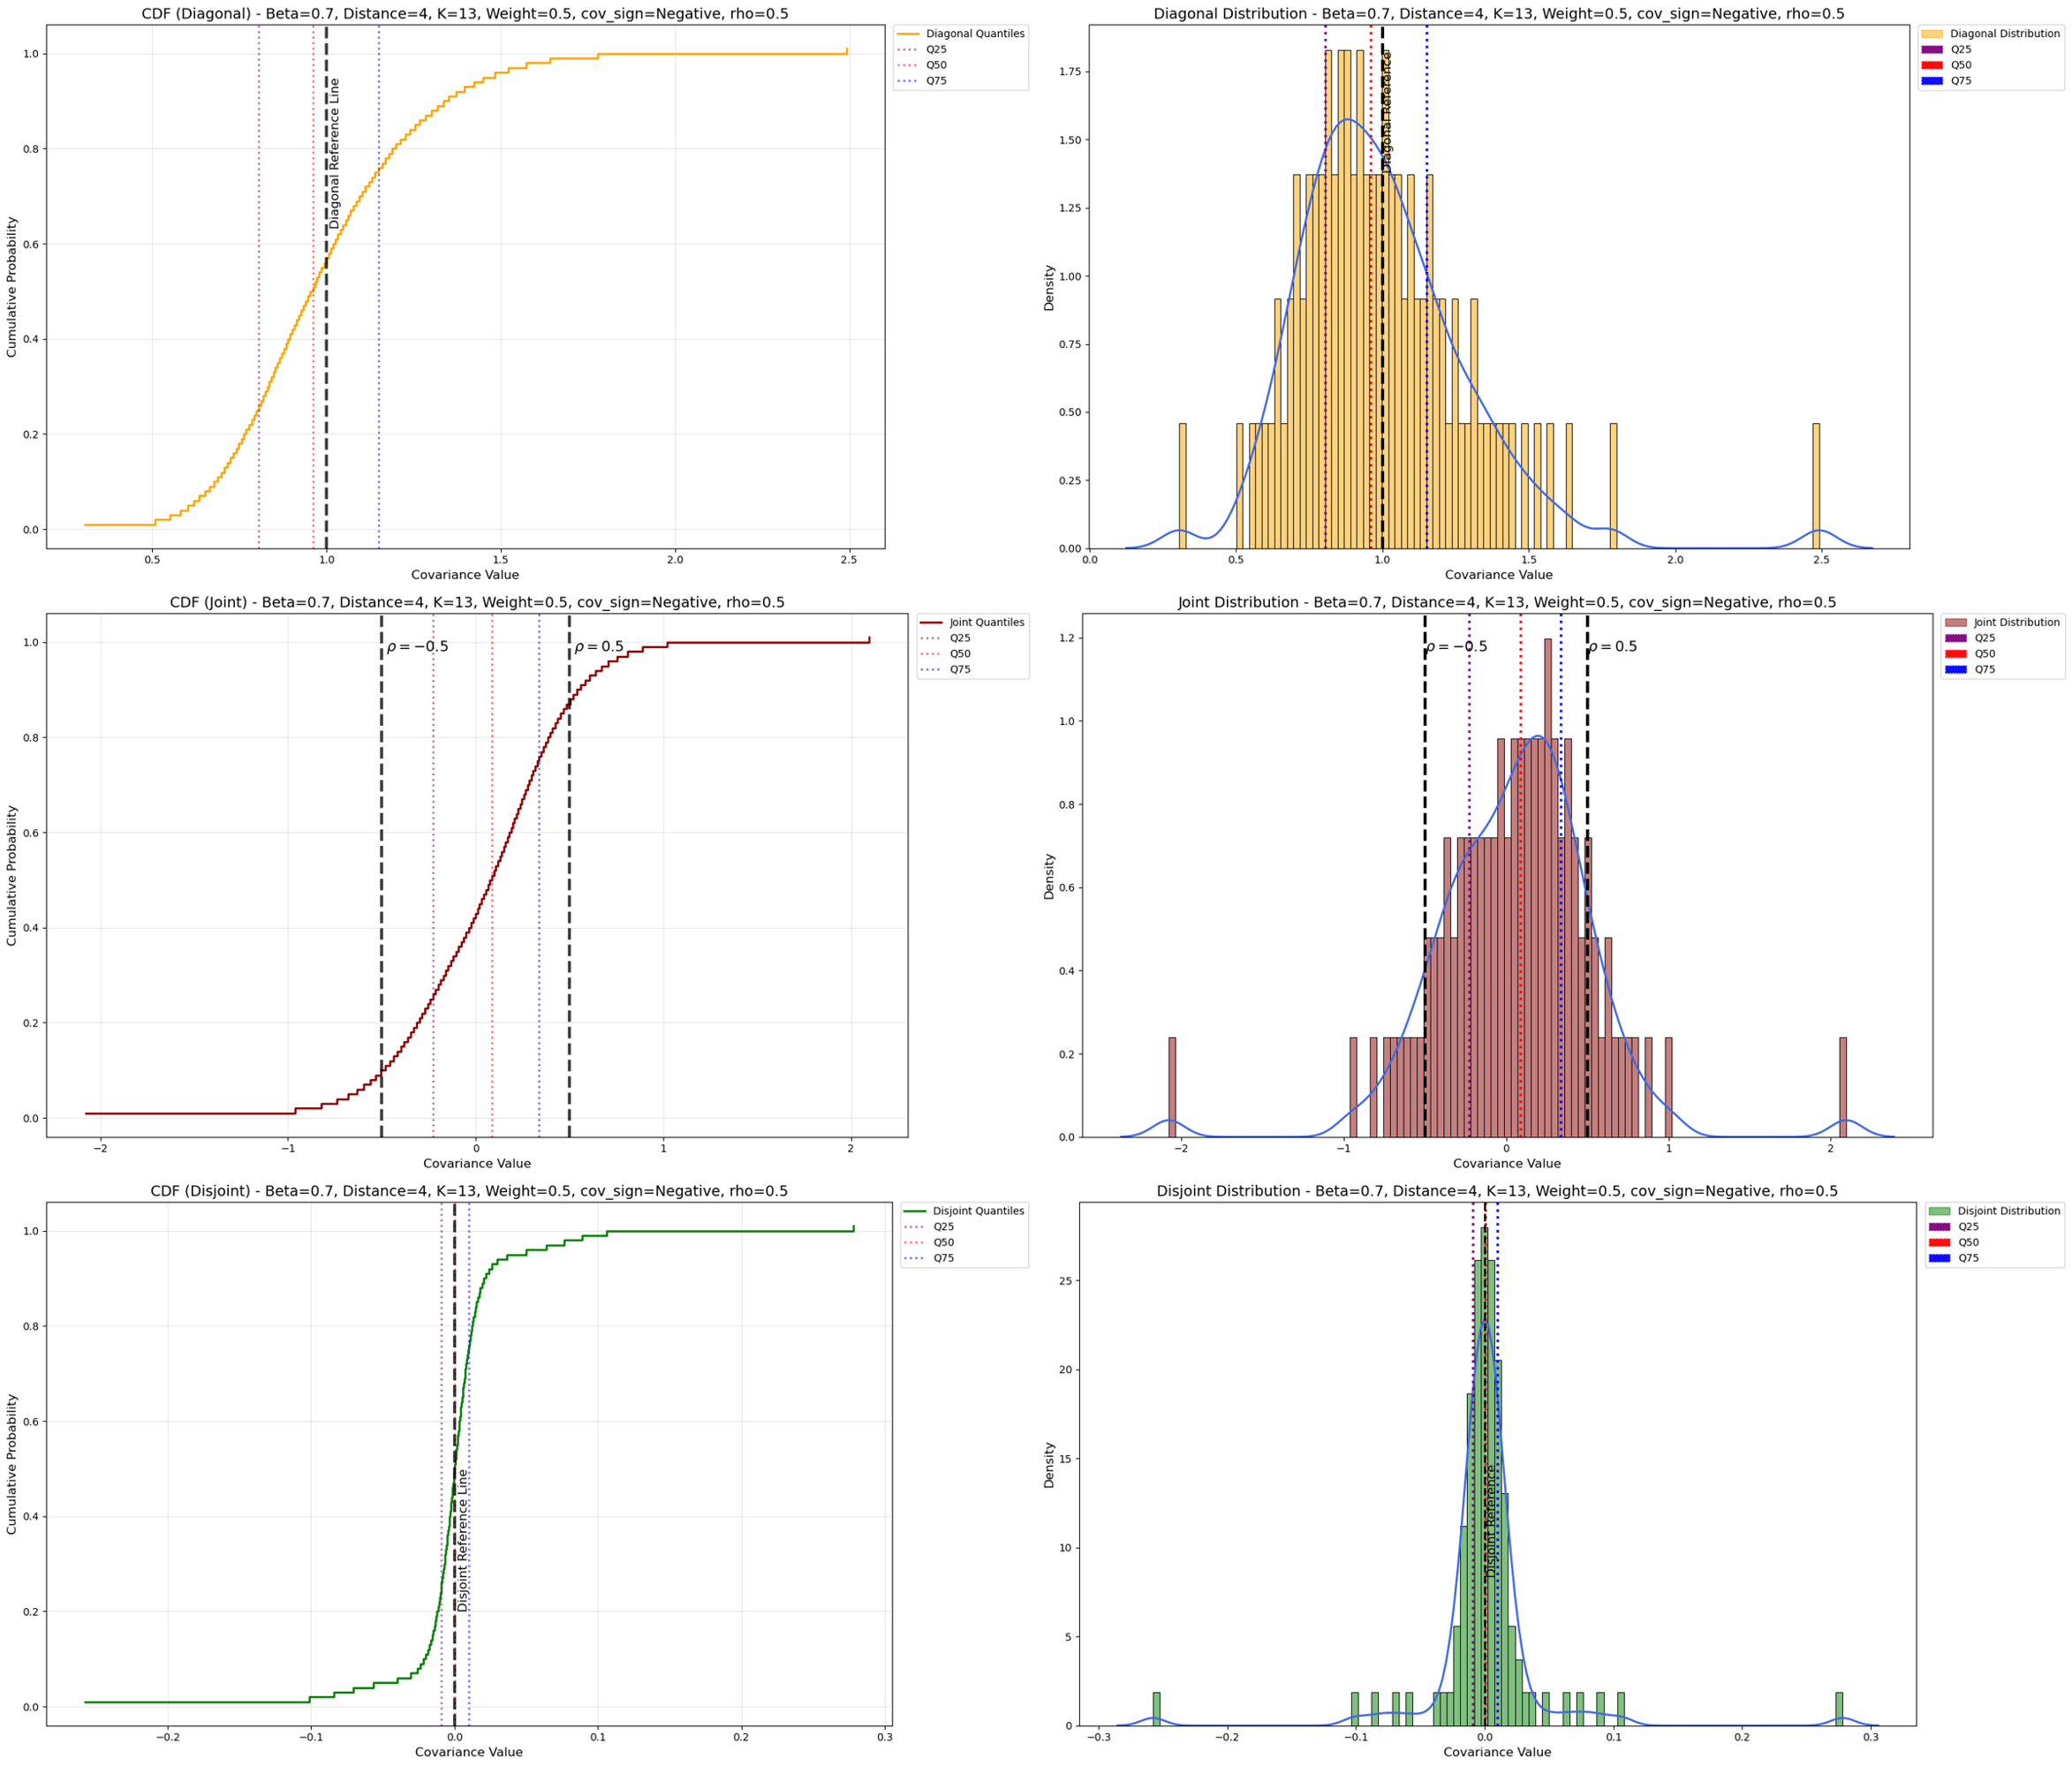 CDF (Diagonal) - Beta=0.7, Distance=4, K=13, Weight=0.5, cov_sign=Negative, rho=0.5
Cumulative Probability
1.0
0.8
0.6
0.4
0.2
0.0
Diagonal Reference Line
0.5 1.0 1.5 2.0 2.5
Covariance Value
Diagonal Quantiles
Q25
Q50
Q75
Diagonal Distribution - Beta=0.7, Distance=4, K=13, Weight=0.5, cov_sign=Negative, rho=0.5
Density
1.75
1.50
1.25
1.00
0.75
0.50
0.25
0.00
Diagonal Reference
0.0 0.5 1.0 1.5 2.0 2.5
Covariance Value
Diagonal Distribution
Q25
Q50
Q75
CDF (Joint) - Beta=0.7, Distance=4, K=13, Weight=0.5, cov_sign=Negative, rho=0.5
Cumulative Probability
1.0
0.8
0.6
0.4
0.2
0.0
ρ = −0.5
ρ = 0.5
−2 −1 0 1 2
Covariance Value
Joint Quantiles
Q25
Q50
Q75
Joint Distribution - Beta=0.7, Distance=4, K=13, Weight=0.5, cov_sign=Negative, rho=0.5
Density
1.2
1.0
0.8
0.6
0.4
0.2
0.0
ρ = −0.5
ρ = 0.5
−2 −1 0 1 2
Covariance Value
Joint Distribution
Q25
Q50
Q75
CDF (Disjoint) - Beta=0.7, Distance=4, K=13, Weight=0.5, cov_sign=Negative, rho=0.5
Cumulative Probability
1.0
0.8
0.6
0.4
0.2
0.0
Disjoint Reference Line
−0.2 −0.1 0.0 0.1 0.2 0.3
Covariance Value
Disjoint Quantiles
Q25
Q50
Q75
Disjoint Distribution - Beta=0.7, Distance=4, K=13, Weight=0.5, cov_sign=Negative, rho=0.5
Density
25
20
15
10
5
0
Disjoint Reference
−0.3 −0.2 −0.1 0.0 0.1 0.2 0.3
Covariance Value
Disjoint Distribution
Q25
Q50
Q75